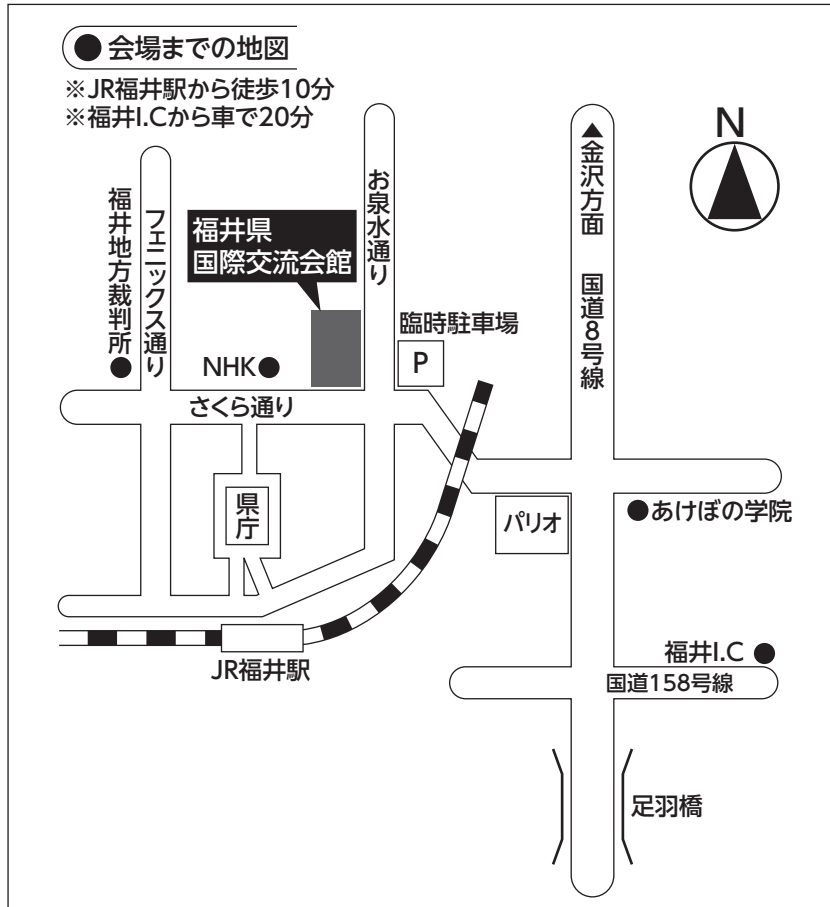 ●会場までの地図
※JR福井駅から徒歩10分
※福井I.Cから車で20分
N
▲金沢方面 国道8号線
お泉水通り
フェニックス通り
福井地方裁判所
福井県
国際交流会館
臨時駐車場
P
NHK
さくら通り
県庁
パリオ
あけぼの学院
JR福井駅
福井I.C
国道158号線
足羽橋